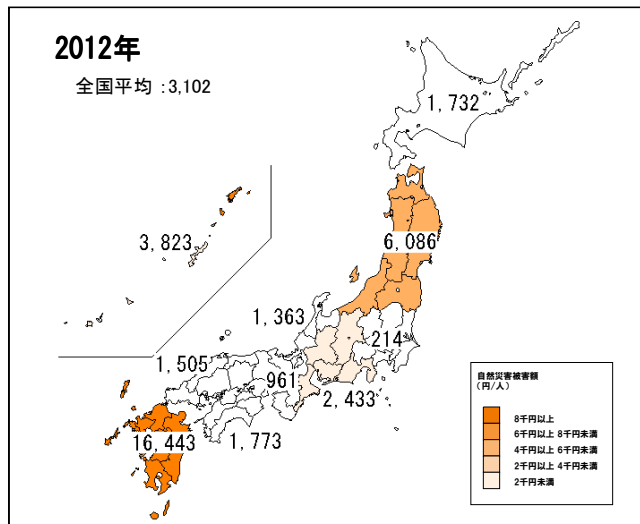 2012年
全国平均 :3,102
1,732
3,823
6,086
1,363
214
1,505
961
2,433
16,443
1,773
自然災害被害額
(円/人)
8千円以上
6千円以上 8千円未満
4千円以上 6千円未満
2千円以上 4千円未満
2千円未満